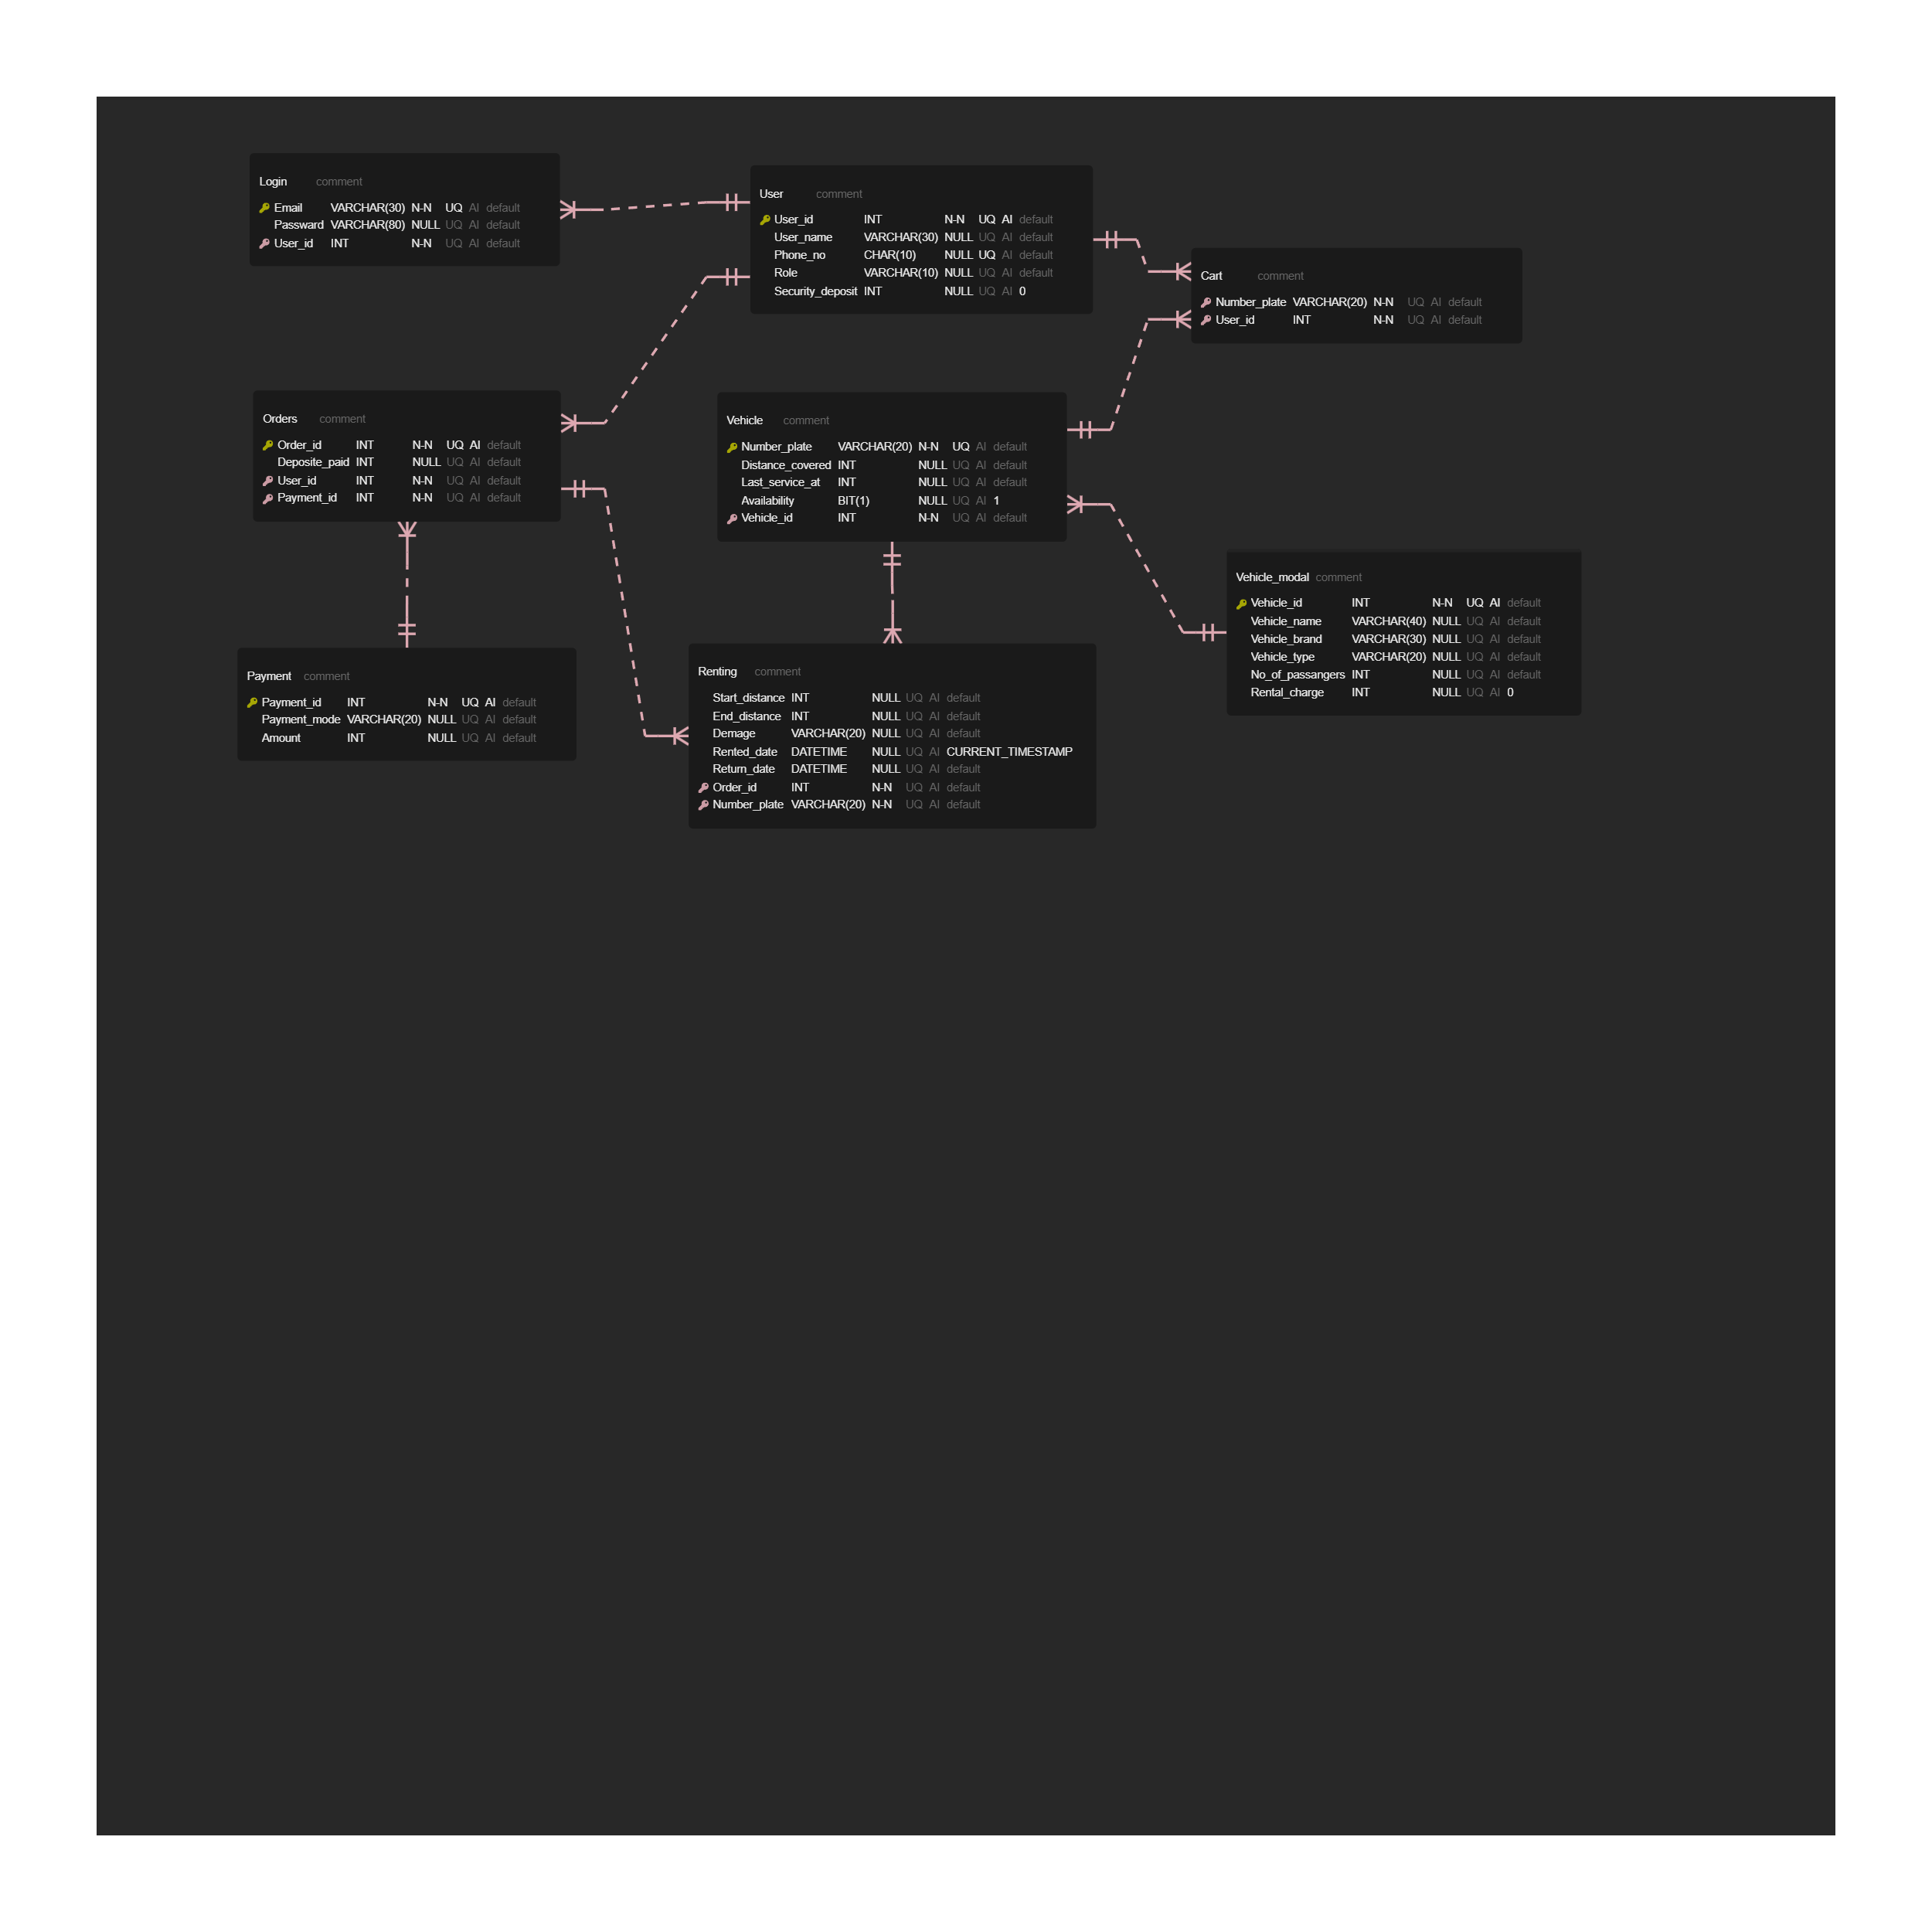 Login comment
Email VARCHAR(30) N-N UQ AI default
Passward VARCHAR(80) NULL UQ AI default
User_id INT N-N UQ AI default
User comment
User_id INT N-N UQ AI default
User_name VARCHAR(30) NULL UQ AI default
Phone_no CHAR(10) NULL UQ AI default
Role VARCHAR(10) NULL UQ AI default
Security_deposit INT NULL UQ AI 0
Cart comment
Number_plate VARCHAR(20) N-N UQ AI default
User_id INT N-N UQ AI default
Orders comment
Order_id INT N-N UQ AI default
Deposite_paid INT NULL UQ AI default
User_id INT N-N UQ AI default
Payment_id INT N-N UQ AI default
Vehicle comment
Number_plate VARCHAR(20) N-N UQ AI default
Distance_covered INT NULL UQ AI default
Last_service_at INT NULL UQ AI default
Availability BIT(1) NULL UQ AI 1
Vehicle_id INT N-N UQ AI default
Vehicle_modal comment
Vehicle_id INT N-N UQ AI default
Vehicle_name VARCHAR(40) NULL UQ AI default
Vehicle_brand VARCHAR(30) NULL UQ AI default
Vehicle_type VARCHAR(20) NULL UQ AI default
No_of_passangers INT NULL UQ AI default
Rental_charge INT NULL UQ AI 0
Payment comment
Payment_id INT N-N UQ AI default
Payment_mode VARCHAR(20) NULL UQ AI default
Amount INT NULL UQ AI default
Renting comment
Start_distance INT NULL UQ AI default
End_distance INT NULL UQ AI default
Demage VARCHAR(20) NULL UQ AI default
Rented_date DATETIME NULL UQ AI CURRENT_TIMESTAMP
Return_date DATETIME NULL UQ AI default
Order_id INT N-N UQ AI default
Number_plate VARCHAR(20) N-N UQ AI default